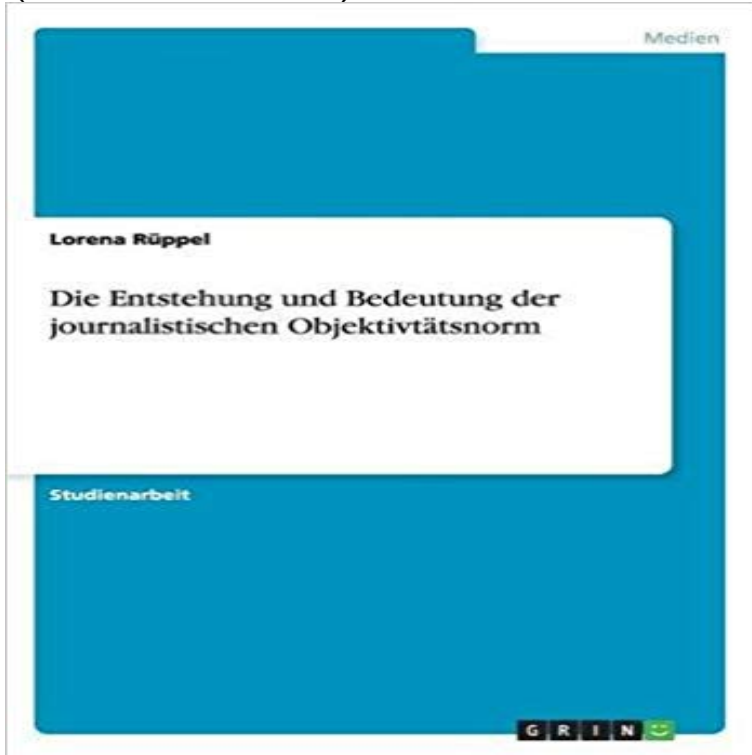 Medien
Lorena Rüppel
Die Entstehung und Bedeutung der
journalistischen Objektivtätsnorm
Studienarbeit
GRIN